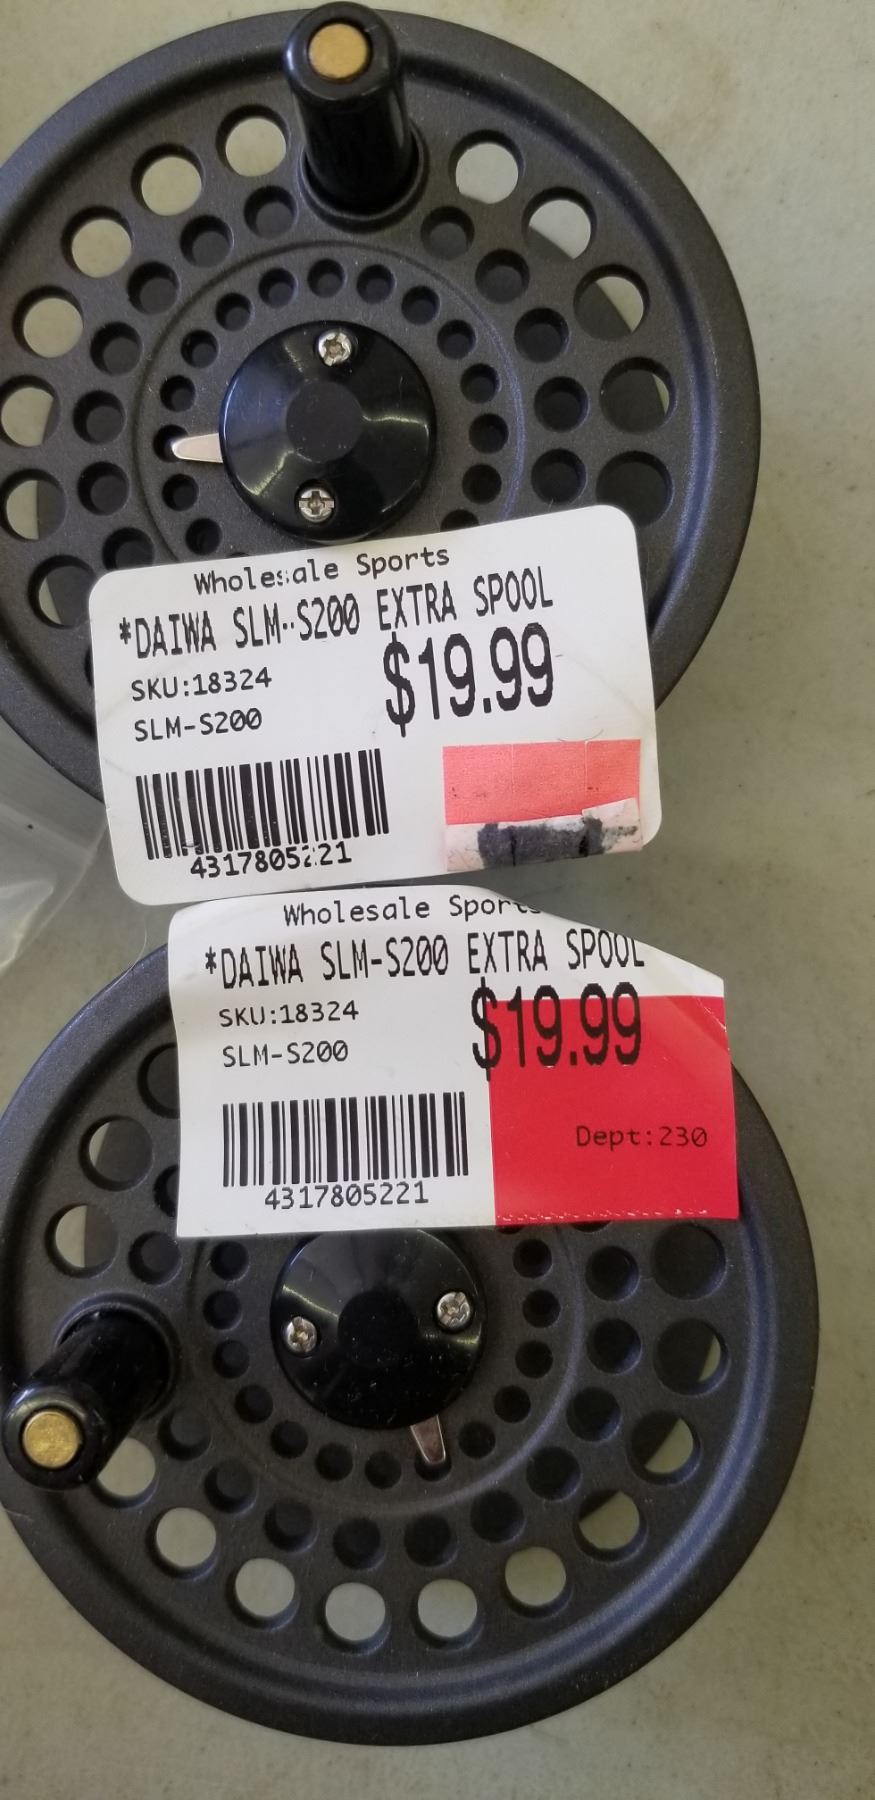 Wholesale Sports
*DAIWA SLM-S200 EXTRA SPOOL
SKU:18324
$19.99
SLM-S200
4317805221
Wholesale Sports
*DAIWA SLM-S200 EXTRA SPOOL
SKU:18324
$19.99
SLM-S200
Dept:230
4317805221